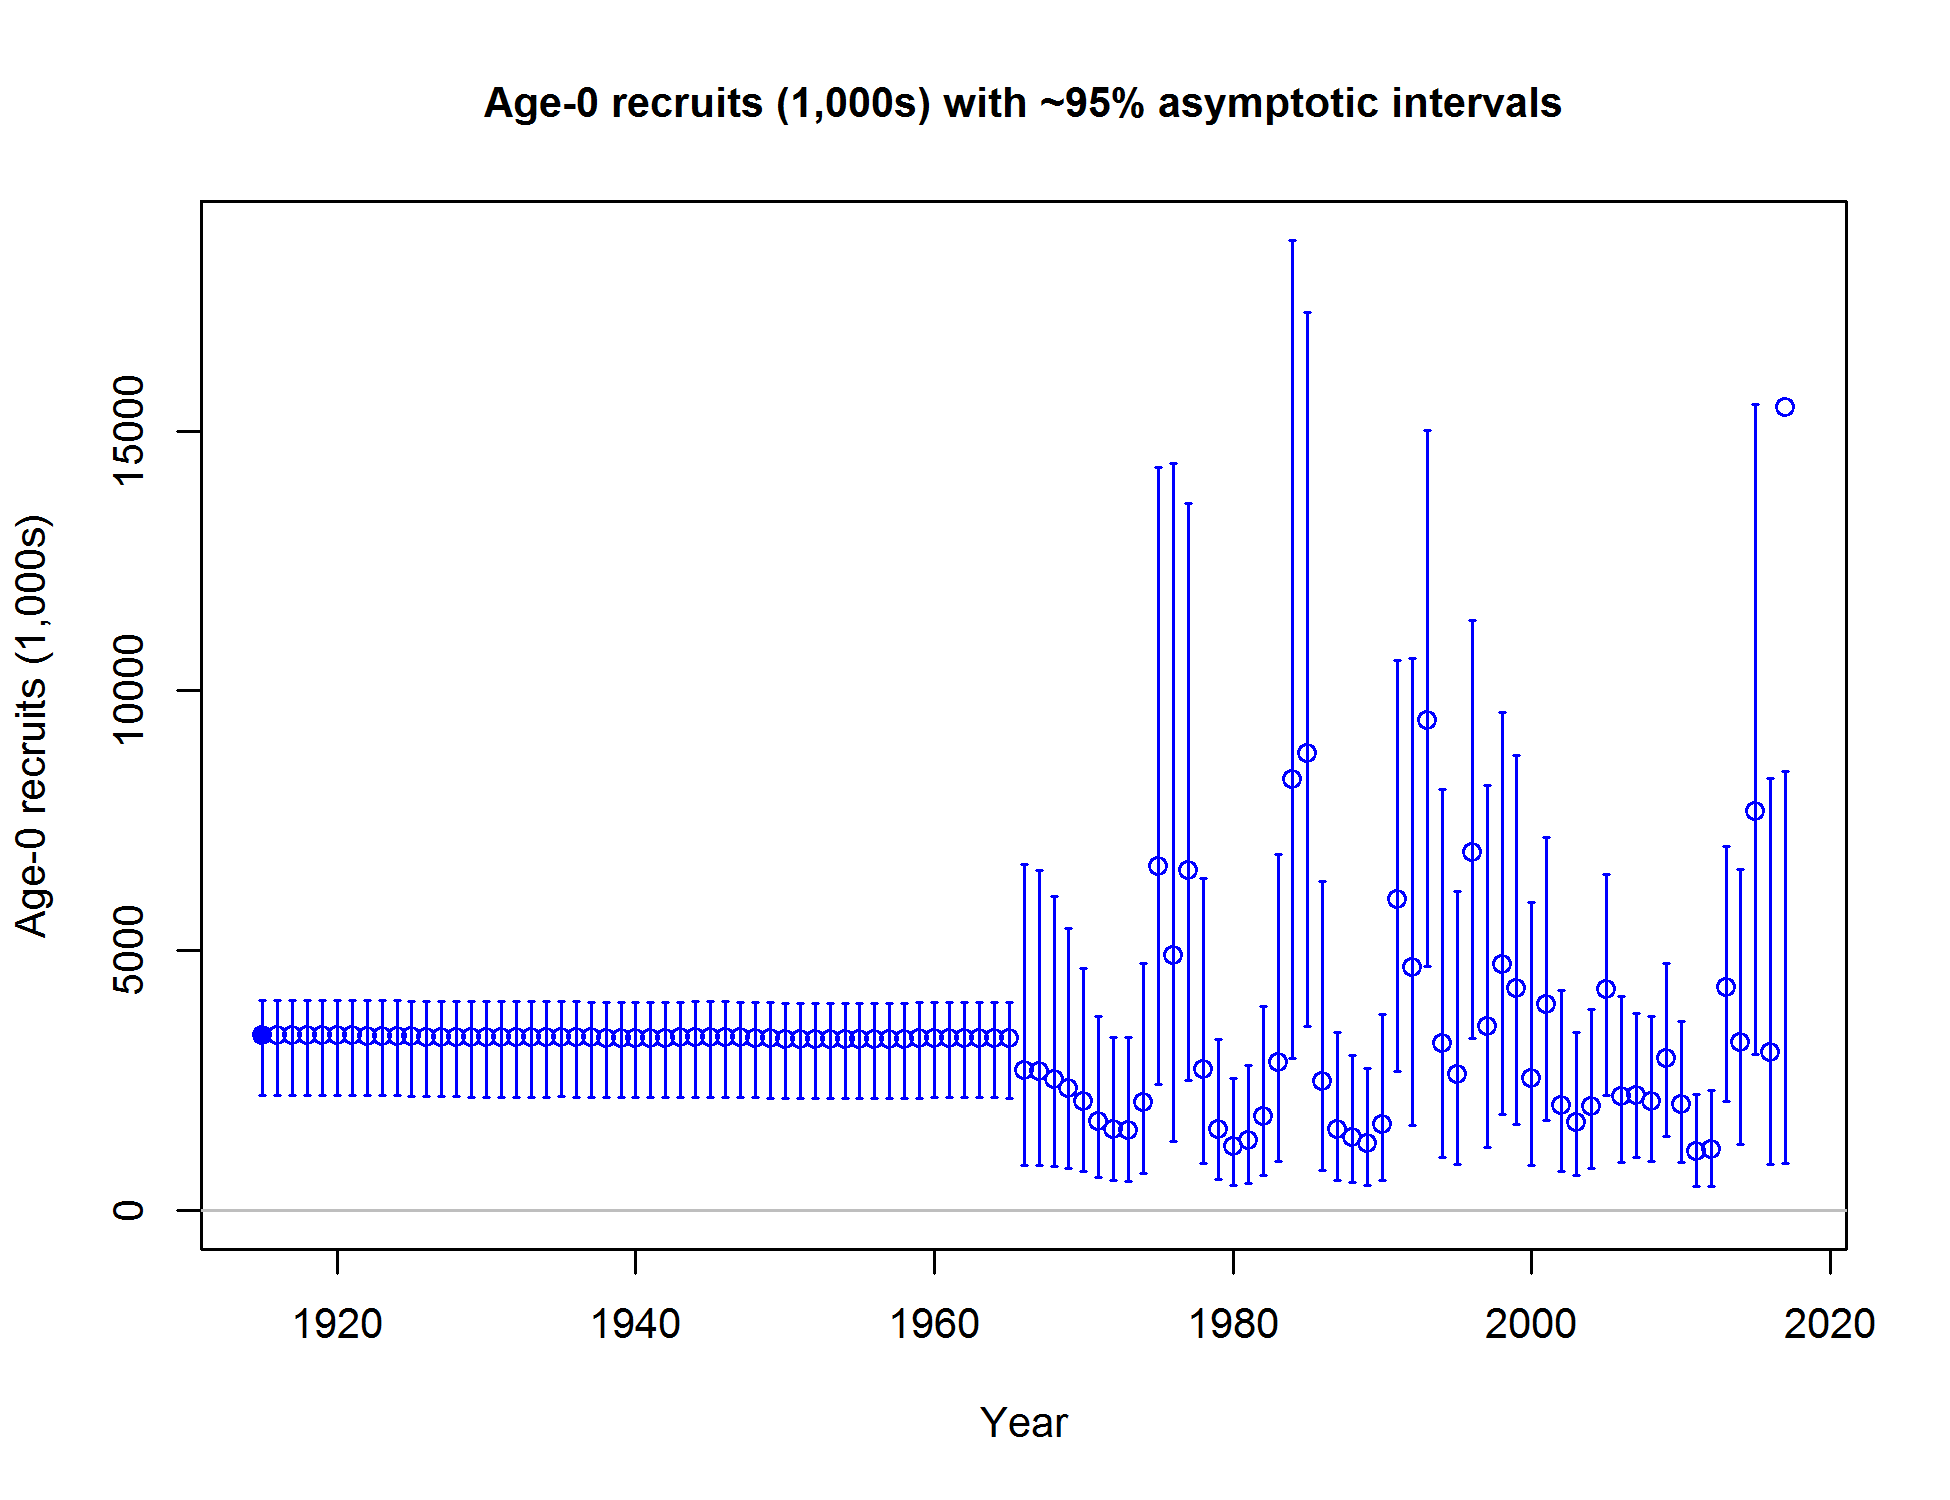 Age-0 recruits (1,000s) with ~95% asymptotic intervals
Age-0 recruits (1,000s)
15000
10000
5000
0
1920 1940 1960 1980 2000 2020
Year